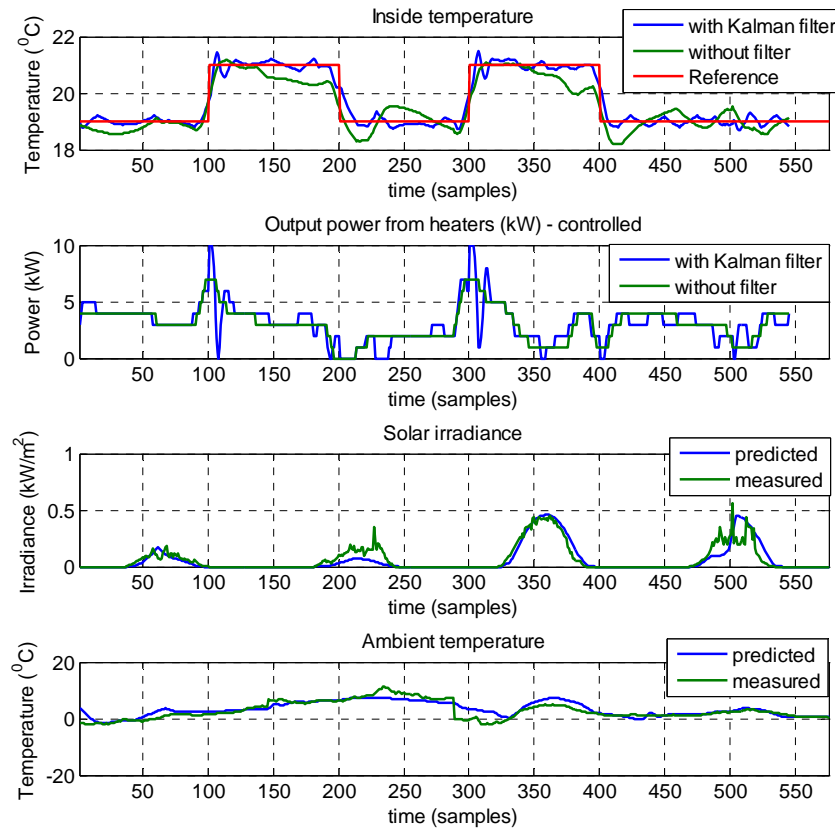 Inside temperature
with Kalman filter
without filter
Reference
Temperature (⁰C)
22
20
18
50 100 150 200 250 300 350 400 450 500 550
time (samples)
Output power from heaters (kW) - controlled
with Kalman filter
without filter
Power (kW)
10
5
0
50 100 150 200 250 300 350 400 450 500 550
time (samples)
Solar irradiance
predicted
measured
Irradiance (kW/m²)
1
0.5
0
50 100 150 200 250 300 350 400 450 500 550
time (samples)
Ambient temperature
predicted
measured
Temperature (⁰C)
20
0
-20
50 100 150 200 250 300 350 400 450 500 550
time (samples)